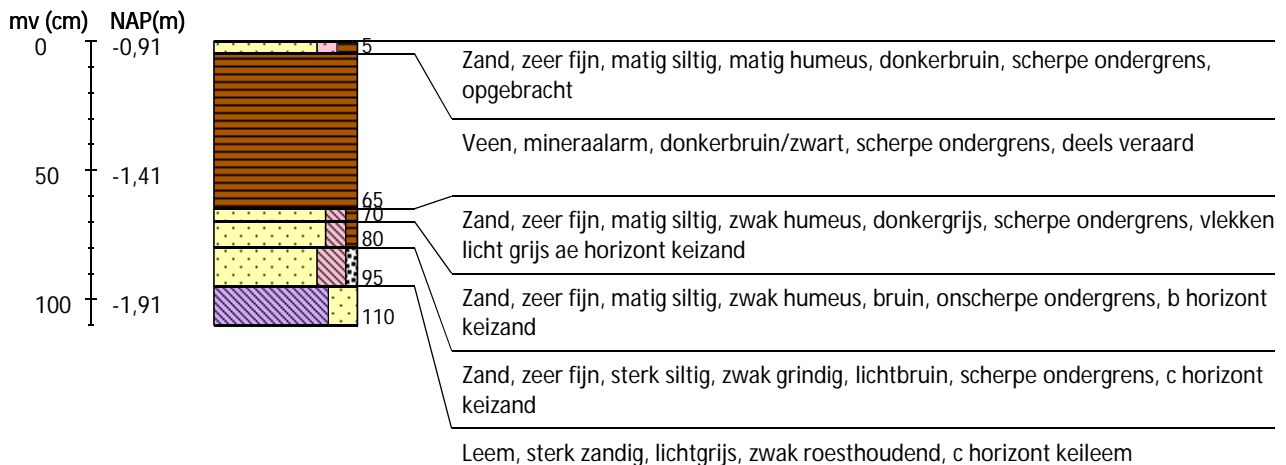 mv (cm) NAP(m)
0 -0,91
5
Zand, zeer fijn, matig siltig, matig humeus, donkerbruin, scherpe ondergrens,
opgebracht
Veen, mineraalarm, donkerbruin/zwart, scherpe ondergrens, deels veraard
50 -1,41
65
70
Zand, zeer fijn, matig siltig, zwak humeus, donkergrijs, scherpe ondergrens, vlekken
licht grijs ae horizont keizand
80
95
100 -1,91
110
Zand, zeer fijn, matig siltig, zwak humeus, bruin, onscherpe ondergrens, b horizont
keizand
Zand, zeer fijn, sterk siltig, zwak grindig, lichtbruin, scherpe ondergrens, c horizont
keizand
Leem, sterk zandig, lichtgrijs, zwak roesthoudend, c horizont keileem